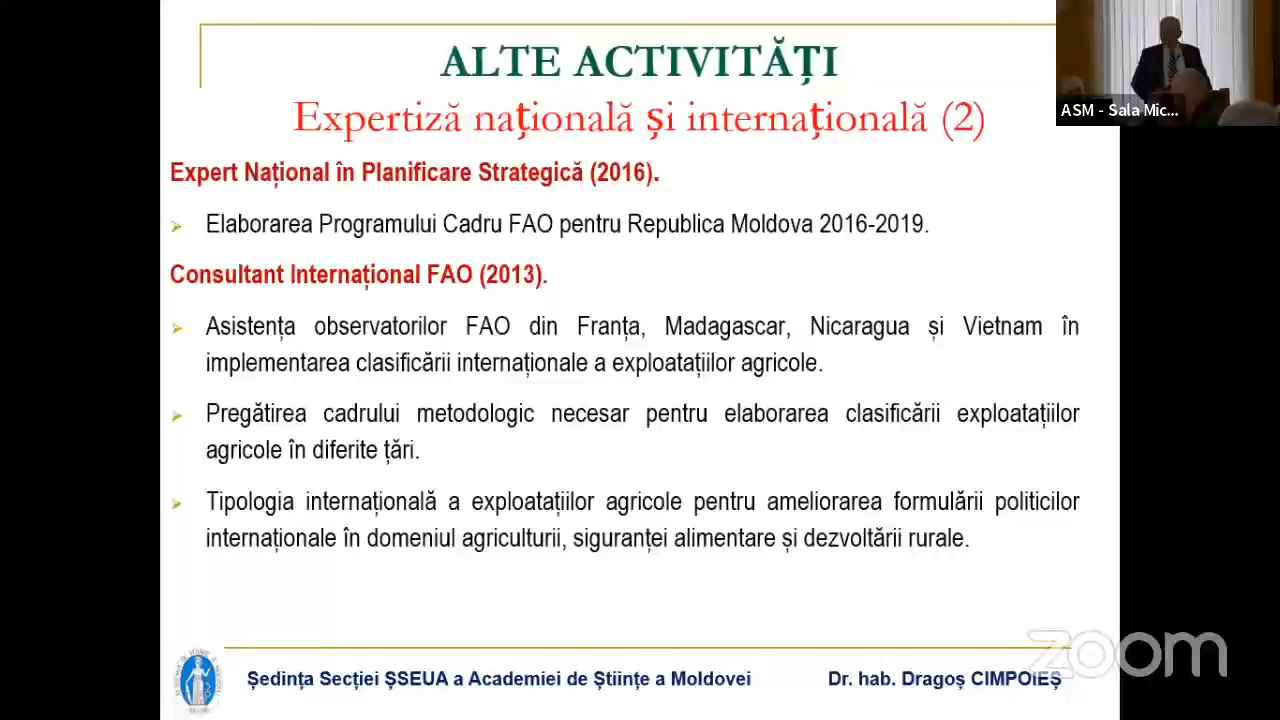 ALTE ACTIVITĂȚI
Expertiză națională și internațională (2)
ASM - Sala Mic...
Expert Național în Planificare Strategică (2016).
Elaborarea Programului Cadru FAO pentru Republica Moldova 2016-2019.
Consultant Internațional FAO (2013).
Asistența observatorilor FAO din Franța, Madagascar, Nicaragua și Vietnam în
implementarea clasificării internaționale a exploatațiilor agricole.
Pregătirea cadrului metodologic necesar pentru elaborarea clasificării exploatațiilor
agricole în diferite țări.
Tipologia internațională a exploatațiilor agricole pentru ameliorarea formulării politicilor
internaționale în domeniul agriculturii, siguranței alimentare și dezvoltării rurale.
zoom
Ședința Secției ȘSEUA a Academiei de Științe a Moldovei
Dr. hab. Dragoș CIMPOIEȘ